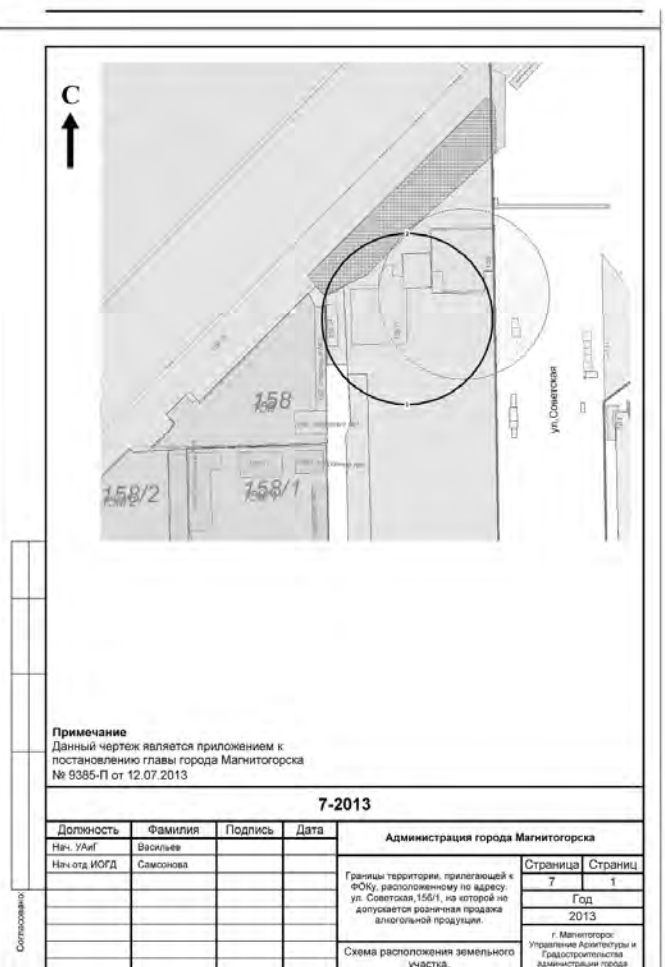 С
158
158/2
158/1
ул.Советская
Примечание
Данный чертеж является приложением к
постановлению главы города Магнитогорска
№ 9385-П от 12.07.2013
7-2013
Должность Фамилия Подпись Дата
Администрация города Магнитогорска
Нач. УАиГ Васильев
Нач.отд.ИОГД Самсонова
Границы территории, прилегающей к
ФОКу, расположенному по адресу:
ул. Советская,156/1, на которой не
допускается розничная продажа
алкогольной продукции.
Страница Страниц
7 1
Год
2013
Схема расположения земельного
участка.
г. Магнитогорск
Управление Архитектуры и
Градостроительства
администрации города
Согласовано: